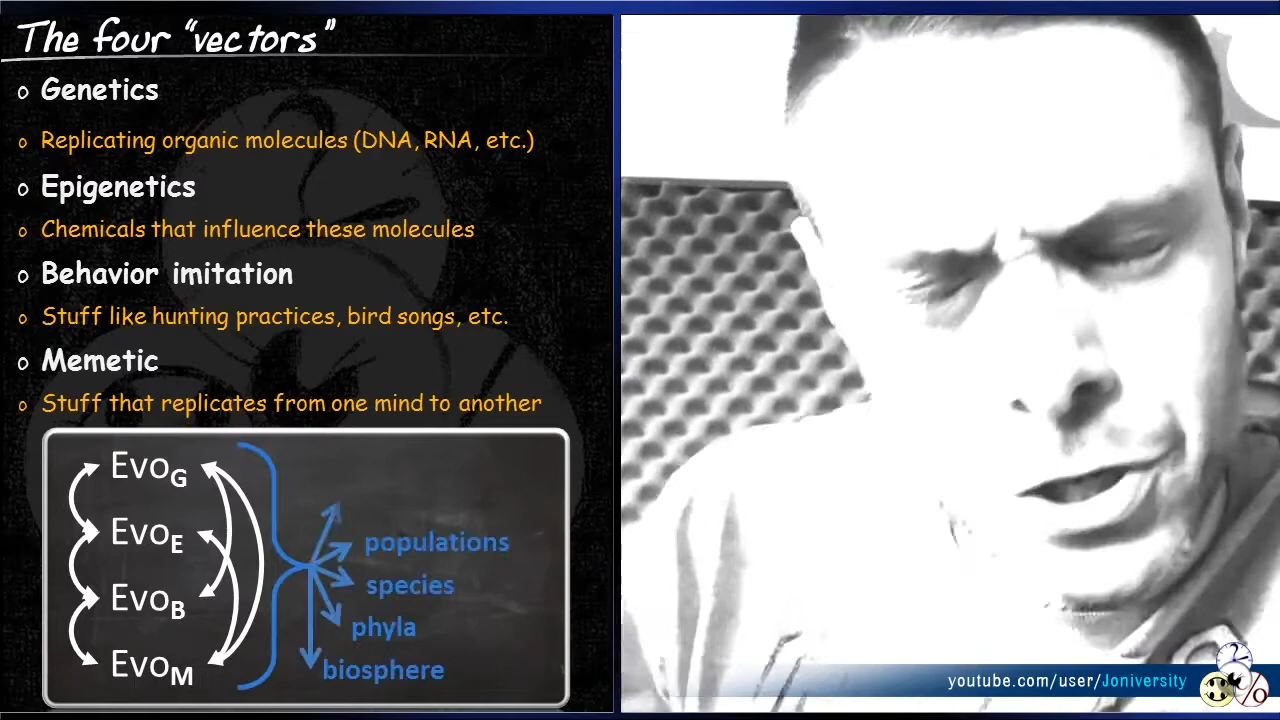 The four "vectors"
Genetics
Replicating organic molecules (DNA, RNA, etc.)
Epigenetics
Chemicals that influence these molecules
Behavior imitation
Stuff like hunting practices, bird songs, etc.
Memetic
Stuff that replicates from one mind to another
EvoG
EvoE
EvoB
EvoM
populations
species
phyla
biosphere
youtube.com/user/Joniversity